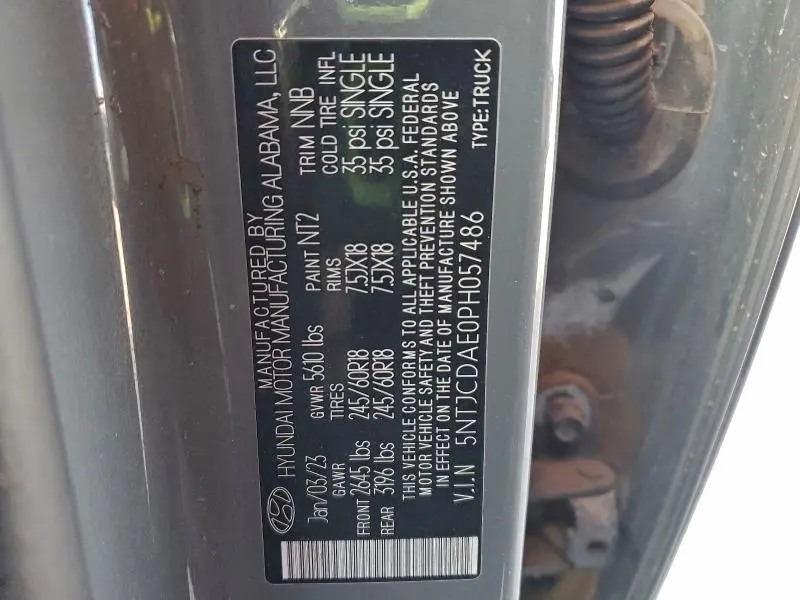 MANUFACTURED BY
HYUNDAI MOTOR MANUFACTURING ALABAMA, LLC
Jan/03/23 GVWR 5610 lbs PAINT NT2 TRIM NNB
GAWR TIRES RIMS COLD TIRE INFL
FRONT 2645 lbs 245/60R18 7.5JX18 35 psi SINGLE
REAR 3196 lbs 245/60R18 7.5JX18 35 psi SINGLE
THIS VEHICLE CONFORMS TO ALL APPLICABLE U.S.A. FEDERAL
MOTOR VEHICLE SAFETY AND THEFT PREVENTION STANDARDS
IN EFFECT ON THE DATE OF MANUFACTURE SHOWN ABOVE
V.I.N 5NTJCDAE0PH057486 TYPE:TRUCK